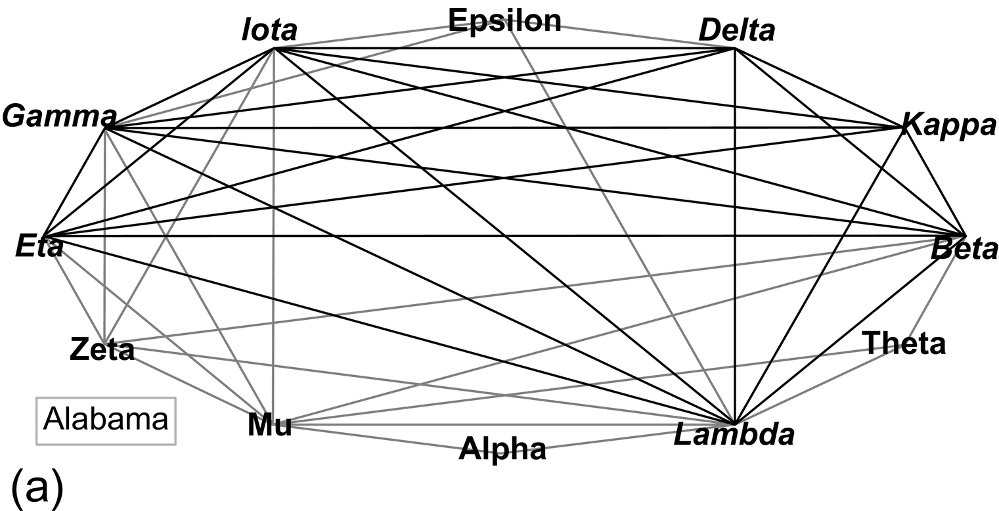 Epsilon
Iota
Delta
Gamma
Kappa
Eta
Beta
Zeta
Theta
Alabama
Mu
Lambda
Alpha
(a)